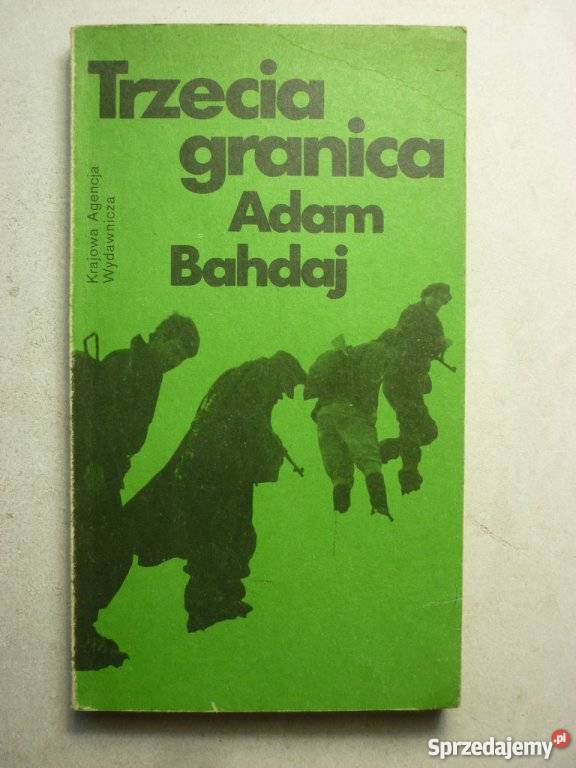 Trzecia
granica
Adam
Bahdaj
Krajowa Agencja
Wydawnicza
Sprzedajemy.pl